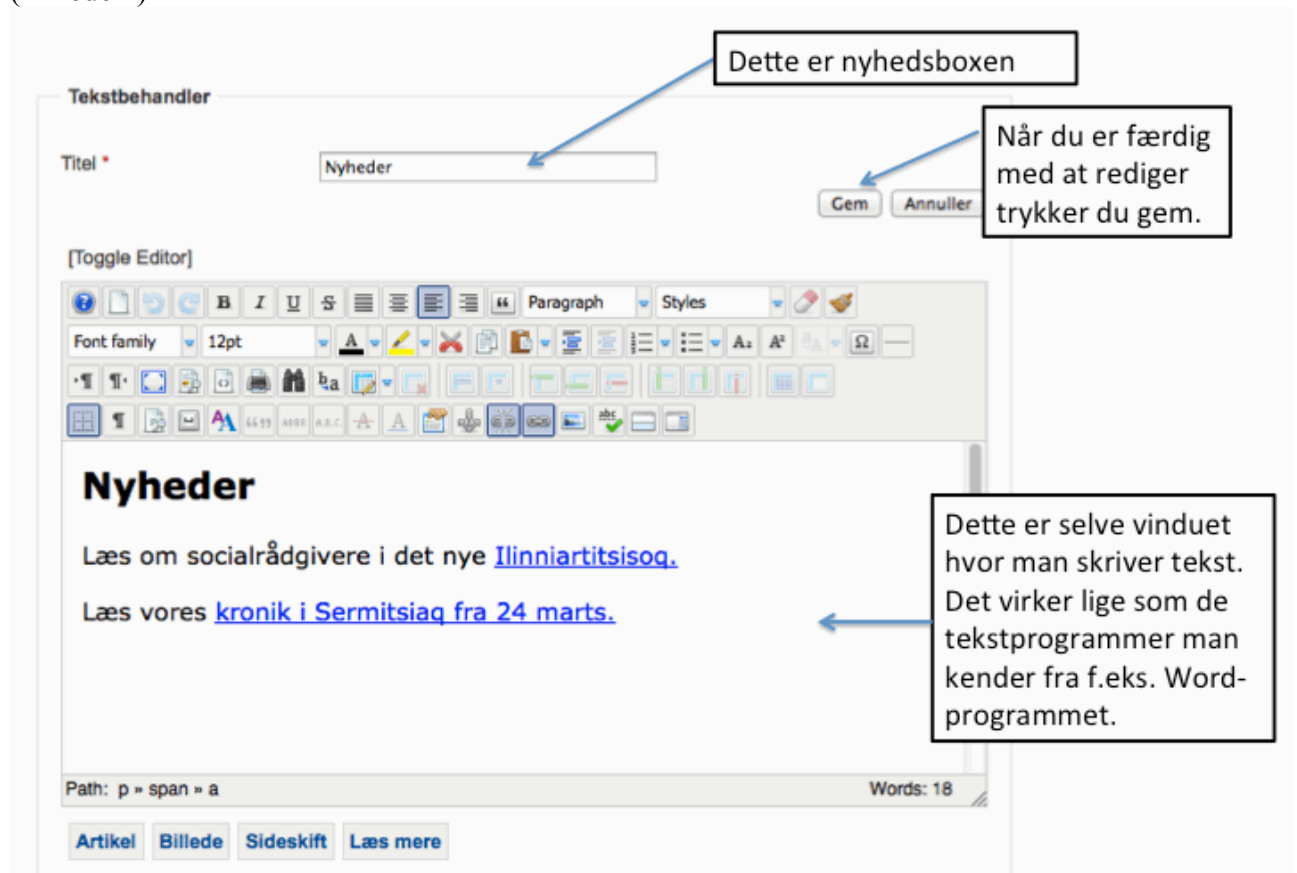 Dette er nyhedsboxen
Tekstbehandler
Når du er færdig
med at rediger
trykker du gem.
Titel *
Nyheder
Gem Annuller
[Toggle Editor]
Paragraph Styles
Font family 12pt
Nyheder
Læs om socialrådgivere i det nye Ilinniartitsisoq.
Læs vores kronik i Sermitsiaq fra 24 marts.
Dette er selve vinduet
hvor man skriver tekst.
Det virker lige som de
tekstprogrammer man
kender fra f.eks. Word-
programmet.
Path: p » span » a
Words: 18
Artikel Billede Sideskift Læs mere